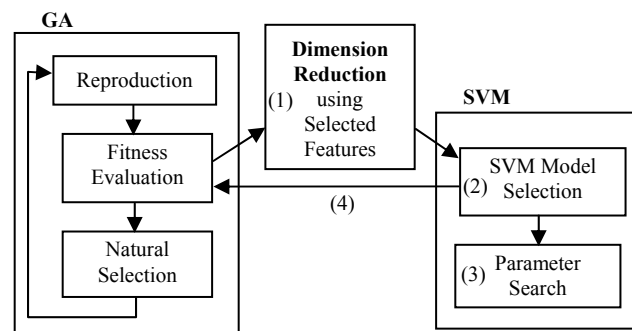 GA
Reproduction
Fitness
Evaluation
Natural
Selection
Dimension
Reduction
(1) using
Selected
Features
(4)
SVM
SVM Model
(2) Selection
(3) Parameter
Search